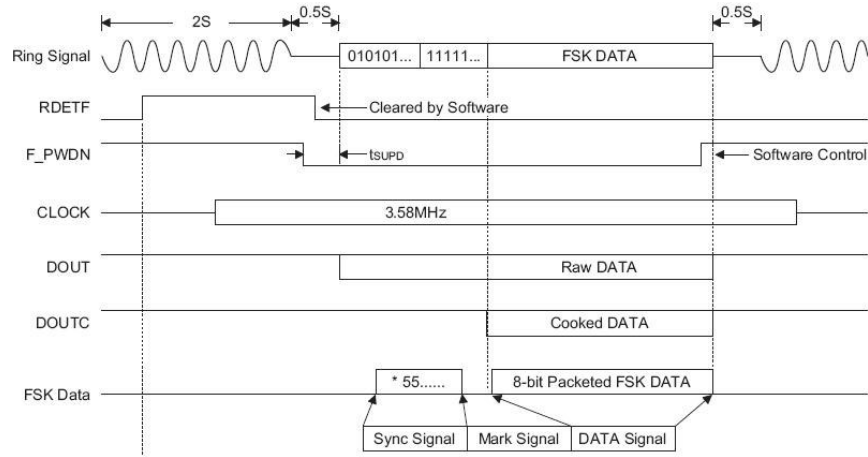 2S
0.5S
0.5S
Ring Signal
010101...
11111...
FSK DATA
RDETF
Cleared by Software
F_PWDN
tSUPD
Software Control
CLOCK
3.58MHz
DOUT
Raw DATA
DOUTC
Cooked DATA
FSK Data
* 55......
8-bit Packeted FSK DATA
Sync Signal
Mark Signal
DATA Signal